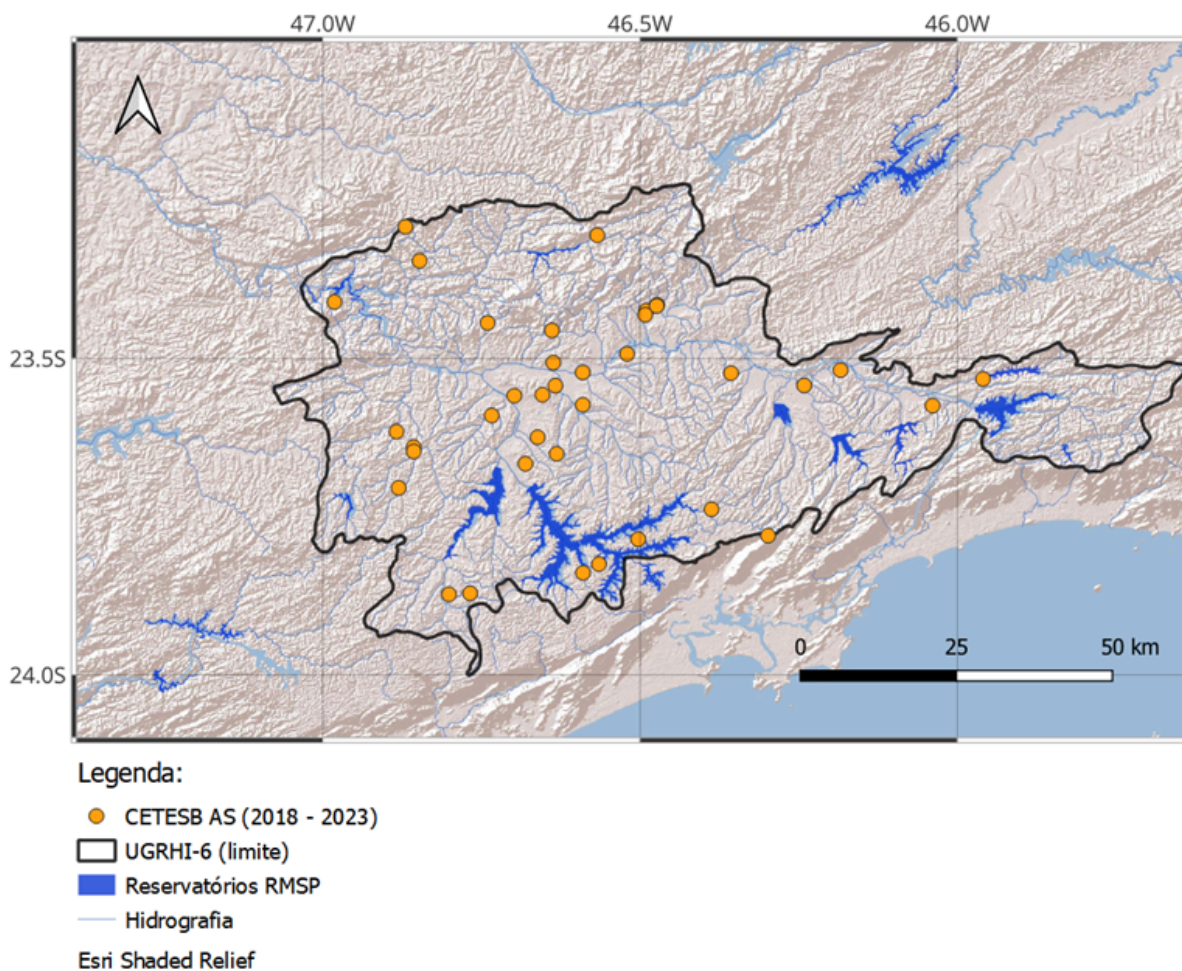 47.0W 46.5W 46.0W
23.5S
24.0S
0 25 50 km
Legenda:
CETESB AS (2018 - 2023)
UGRHI-6 (limite)
Reservatórios RMSP
Hidrografia
Esri Shaded Relief